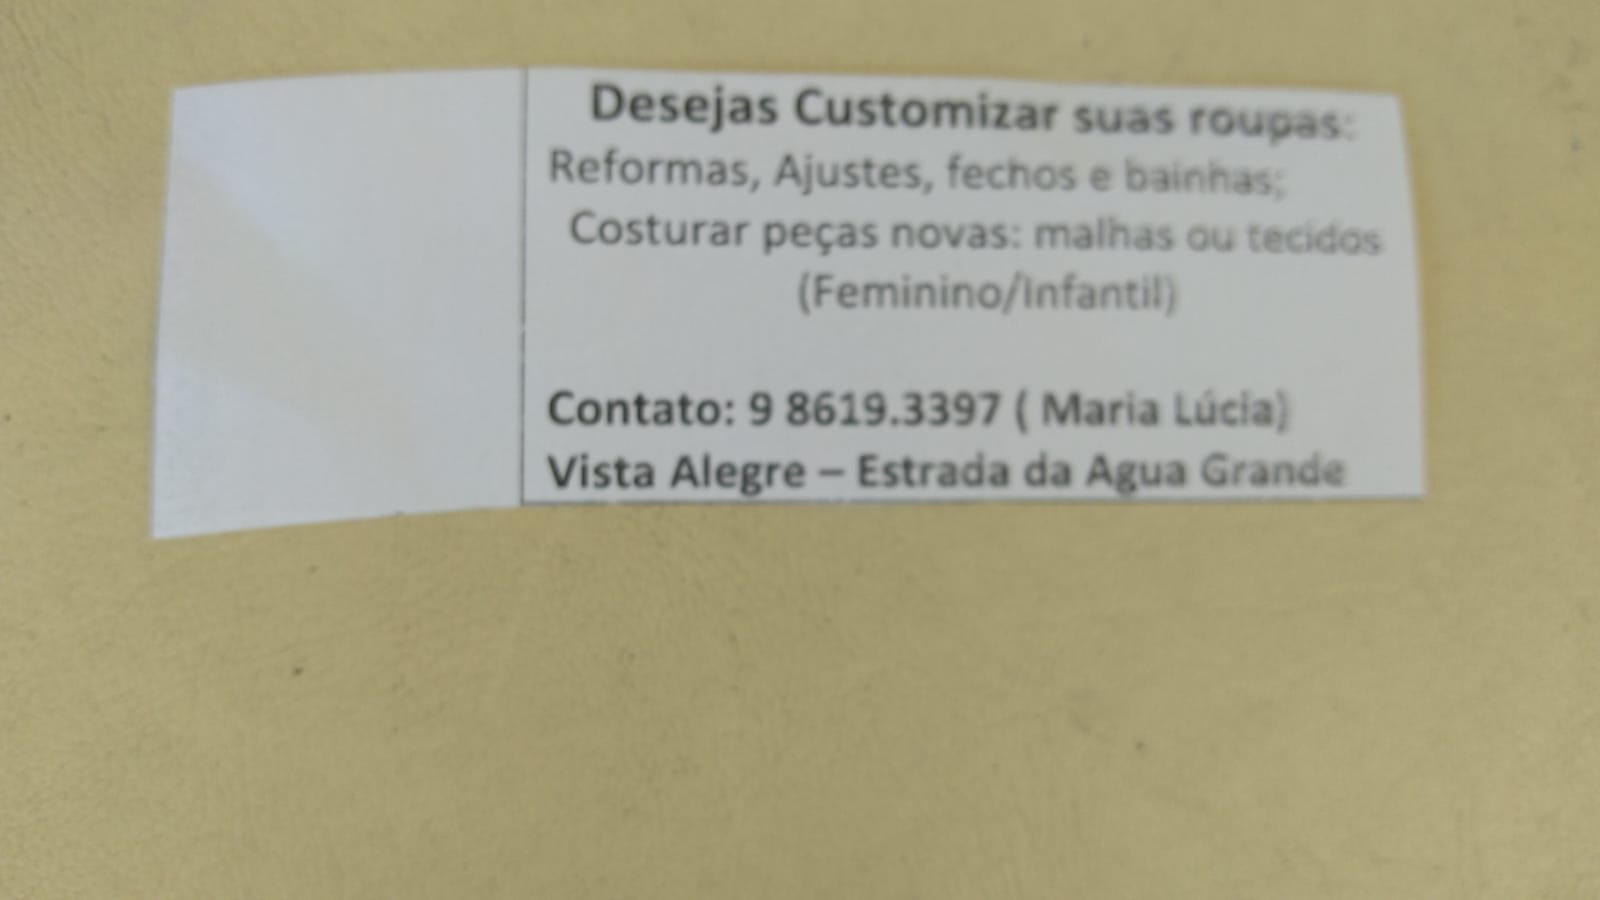 Desejas Customizar suas roupas:
Reformas, Ajustes, fechos e bainhas;
Costurar peças novas: malhas ou tecidos
(Feminino/Infantil)
Contato: 9 8619.3397 ( Maria Lúcia)
Vista Alegre – Estrada da Agua Grande